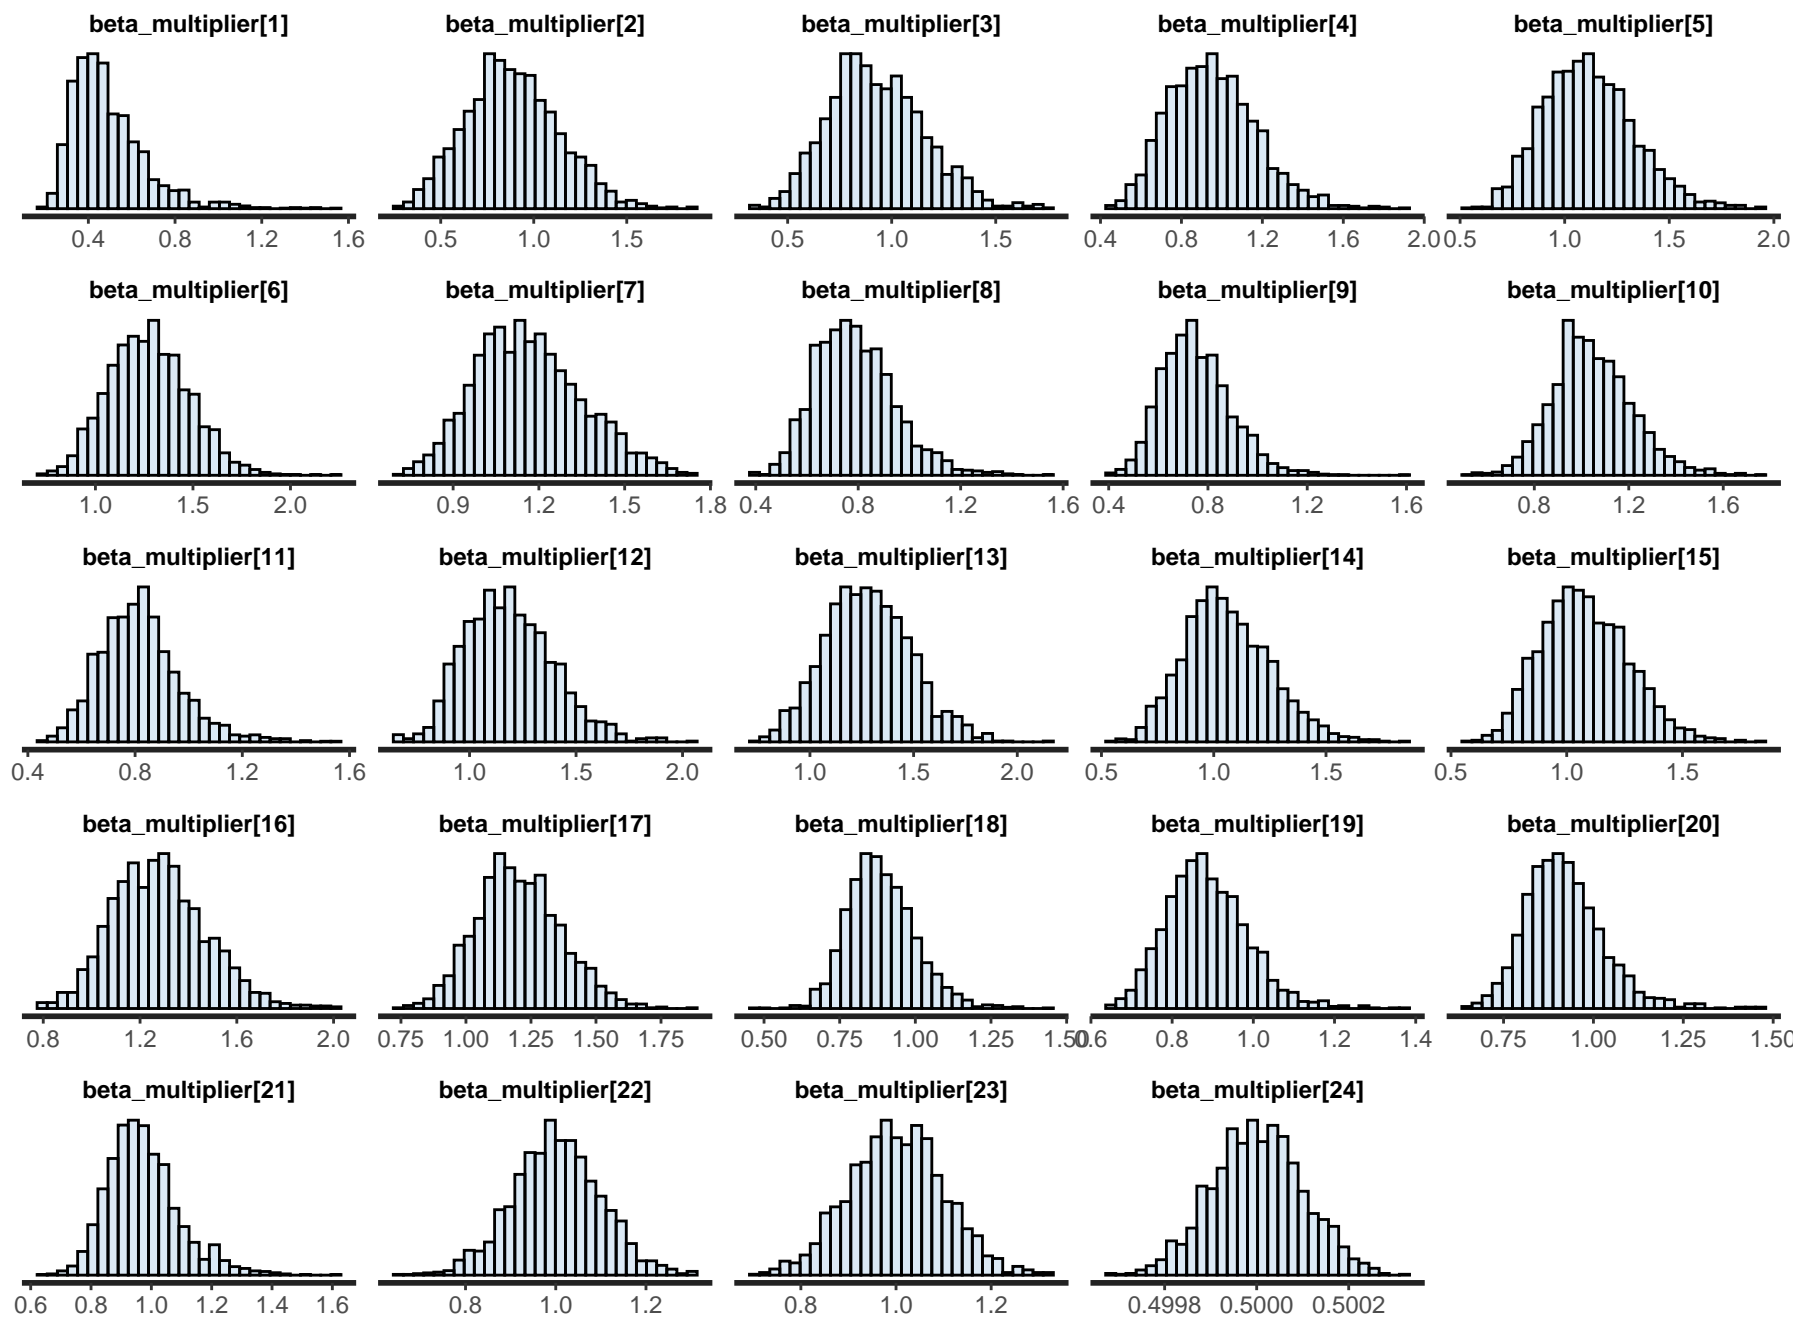 beta_multiplier[1] beta_multiplier[2] beta_multiplier[3] beta_multiplier[4] beta_multiplier[5]
0.4 0.8 1.2 1.6 0.5 1.0 1.5 0.5 1.0 1.5 0.4 0.8 1.2 1.6 2.0 0.5 1.0 1.5 2.0
beta_multiplier[6] beta_multiplier[7] beta_multiplier[8] beta_multiplier[9] beta_multiplier[10]
1.0 1.5 2.0 0.9 1.2 1.5 1.8 0.4 0.8 1.2 1.6 0.4 0.8 1.2 1.6 0.8 1.2 1.6
beta_multiplier[11] beta_multiplier[12] beta_multiplier[13] beta_multiplier[14] beta_multiplier[15]
0.4 0.8 1.2 1.6 1.0 1.5 2.0 1.0 1.5 2.0 0.5 1.0 1.5 0.5 1.0 1.5
beta_multiplier[16] beta_multiplier[17] beta_multiplier[18] beta_multiplier[19] beta_multiplier[20]
0.8 1.2 1.6 2.0 0.75 1.00 1.25 1.50 1.75 0.50 0.75 1.00 1.25 1.50 0.6 0.8 1.0 1.2 1.4 0.75 1.00 1.25 1.50
beta_multiplier[21] beta_multiplier[22] beta_multiplier[23] beta_multiplier[24]
0.6 0.8 1.0 1.2 1.4 1.6 0.8 1.0 1.2 0.8 1.0 1.2 0.4998 0.5000 0.5002